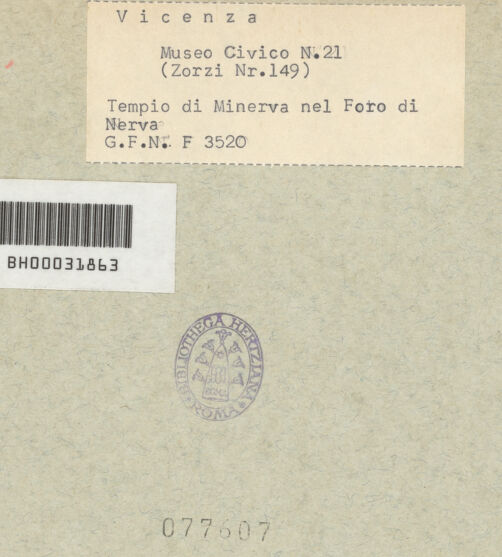 Vicenza
Museo Civico N.21
(Zorzi Nr.149)
Tempio di Minerva nel Foro di
Nerva
G.F.N. F 3520
BH00031863
BIBLIOTHECA HERTZIANA
ROMA
077607